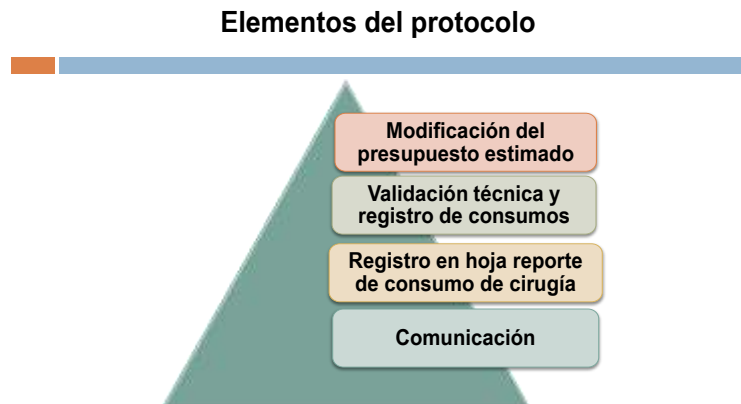 Elementos del protocolo
Modificación del
presupuesto estimado
Validación técnica y
registro de consumos
Registro en hoja reporte
de consumo de cirugía
Comunicación